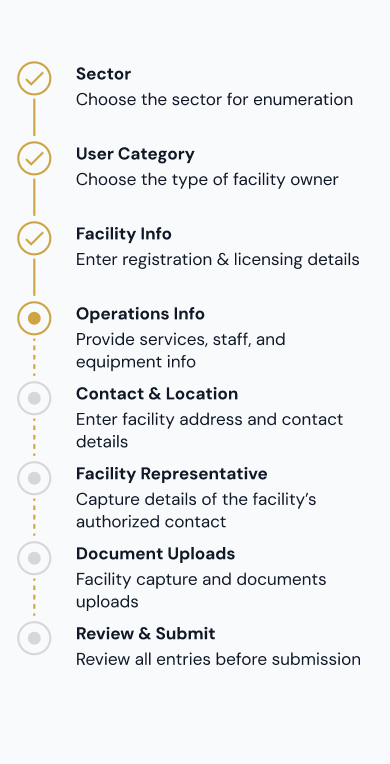 Sector
Choose the sector for enumeration
User Category
Choose the type of facility owner
Facility Info
Enter registration & licensing details
Operations Info
Provide services, staff, and
equipment info
Contact & Location
Enter facility address and contact
details
Facility Representative
Capture details of the facility’s
authorized contact
Document Uploads
Facility capture and documents
uploads
Review & Submit
Review all entries before submission